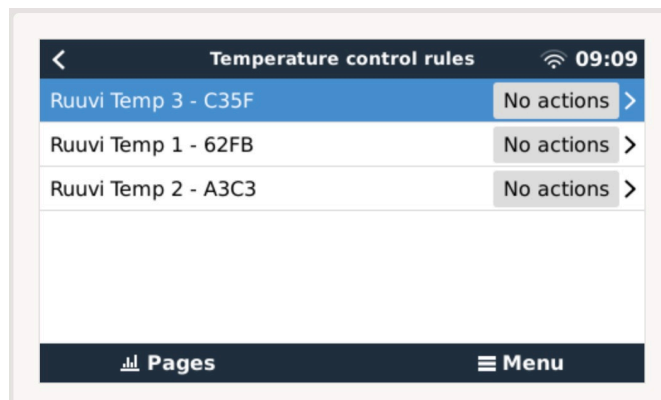 Temperature control rules 09:09
Ruuvi Temp 3 - C35F No actions
Ruuvi Temp 1 - 62FB No actions
Ruuvi Temp 2 - A3C3 No actions
Pages Menu